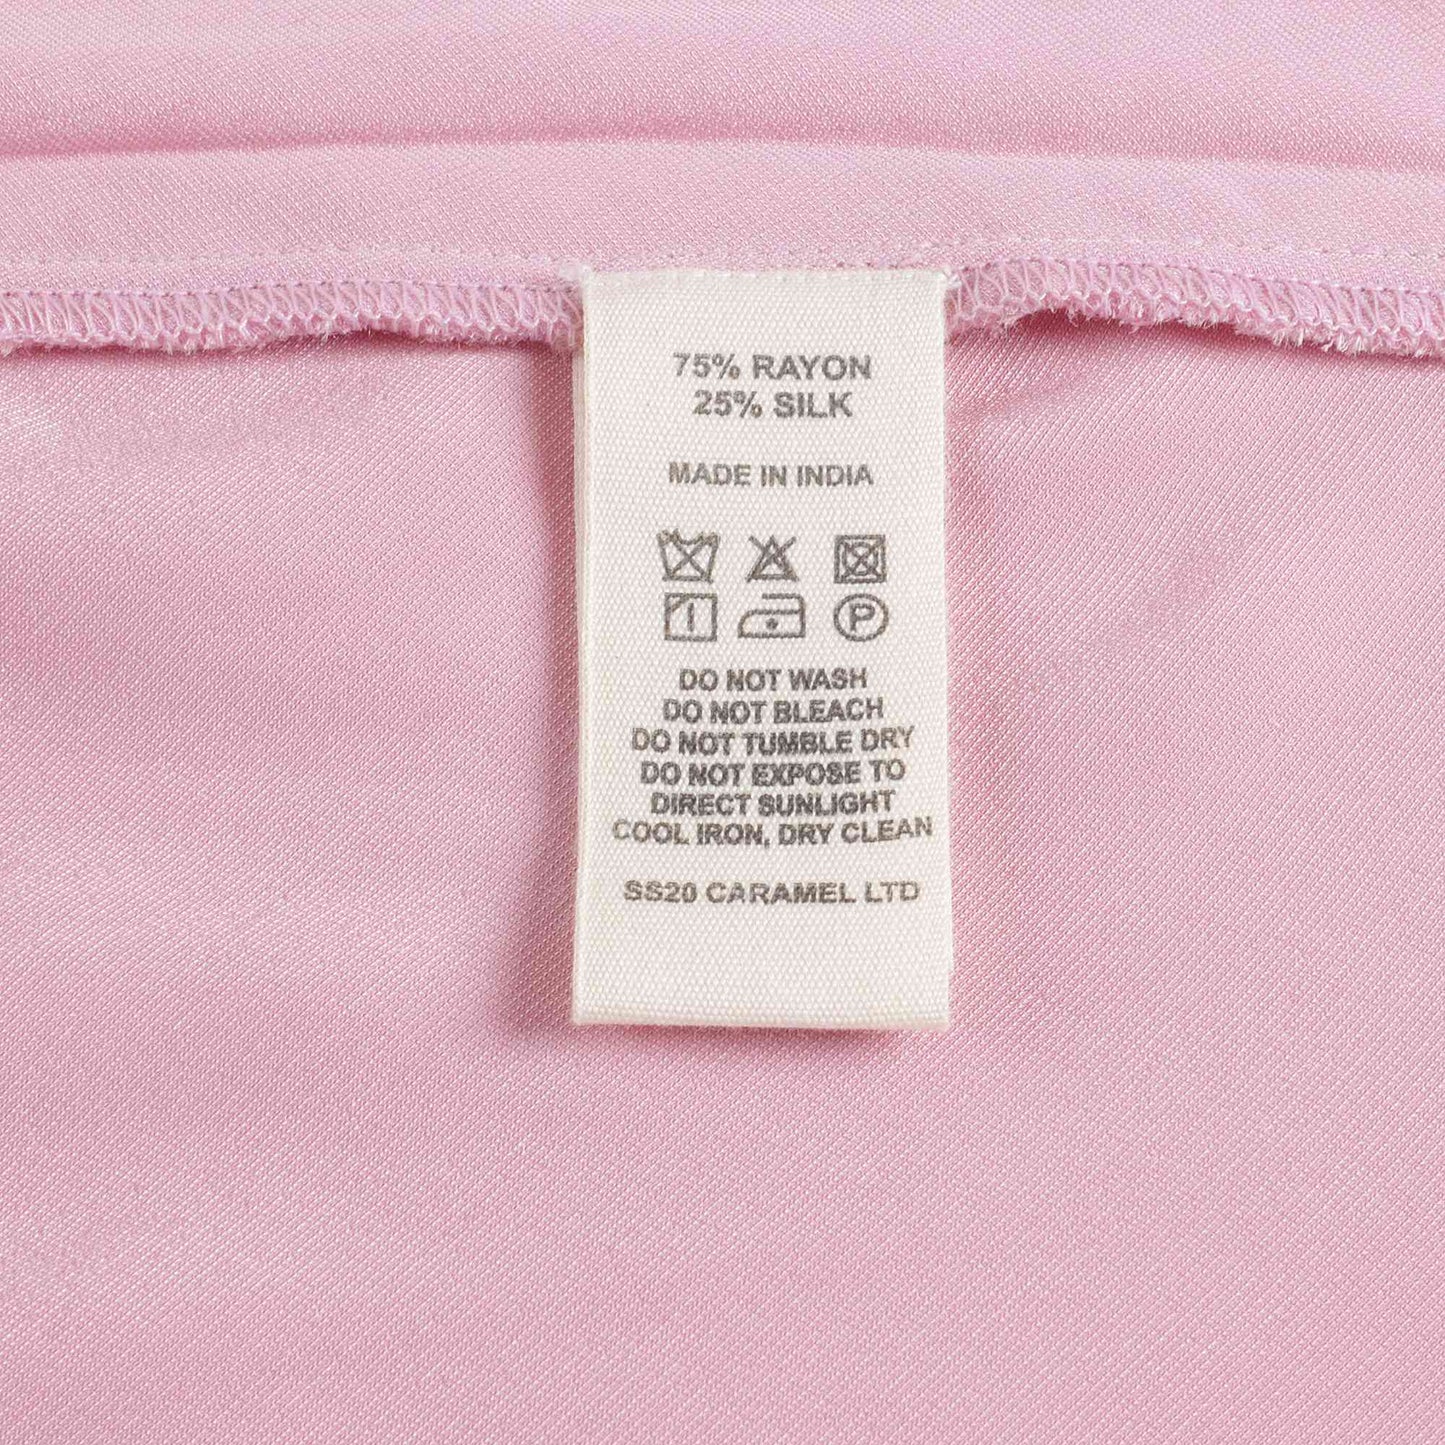 75% RAYON
25% SILK
MADE IN INDIA
P
DO NOT WASH
DO NOT BLEACH
DO NOT TUMBLE DRY
DO NOT EXPOSE TO
DIRECT SUNLIGHT
COOL IRON, DRY CLEAN
SS20 CARAMEL LTD